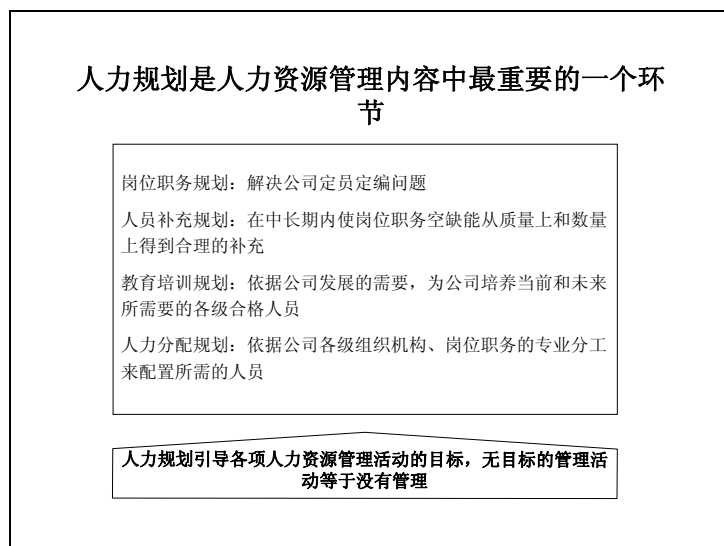 人力规划是人力资源管理内容中最重要的一个环
节
岗位职务规划：解决公司定员定编问题
人员补充规划：在中长期内使岗位职务空缺能从质量上和数量
上得到合理的补充
教育培训规划：依据公司发展的需要，为公司培养当前和未来
所需要的各级合格人员
人力分配规划：依据公司各级组织机构、岗位职务的专业分工
来配置所需的人员
人力规划引导各项人力资源管理活动的目标，无目标的管理活
动等于没有管理